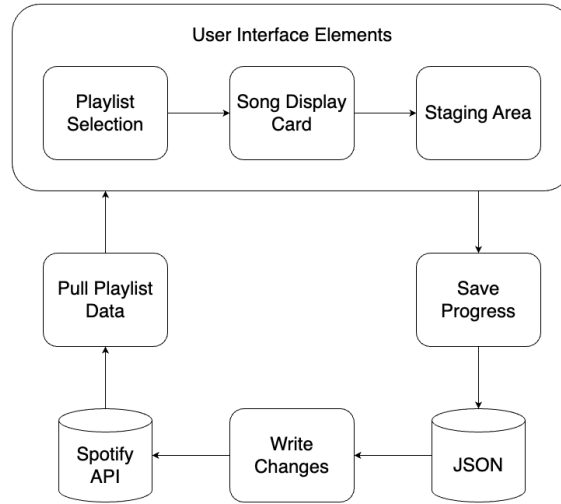 User Interface Elements
Playlist
Selection
Song Display
Card
Staging Area
Pull Playlist
Data
Save
Progress
Spotify
API
Write
Changes
JSON